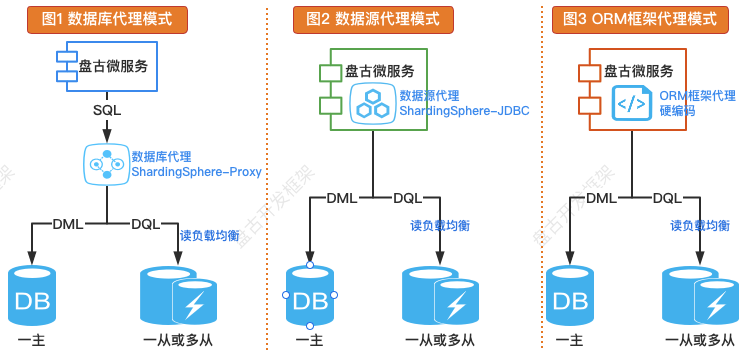 图1 数据库代理模式
盘古微服务
SQL
数据库代理
ShardingSphere-Proxy
DML
DQL
读负载均衡
DB
一主
一从或多从
图2 数据源代理模式
盘古微服务
数据源代理
ShardingSphere-JDBC
DML
DQL
读负载均衡
DB
一主
一从或多从
图3 ORM框架代理模式
盘古微服务
</>
ORM框架代理
硬编码
DML
DQL
读负载均衡
DB
一主
一从或多从
框架
盘古开发框架
盘古开发框架